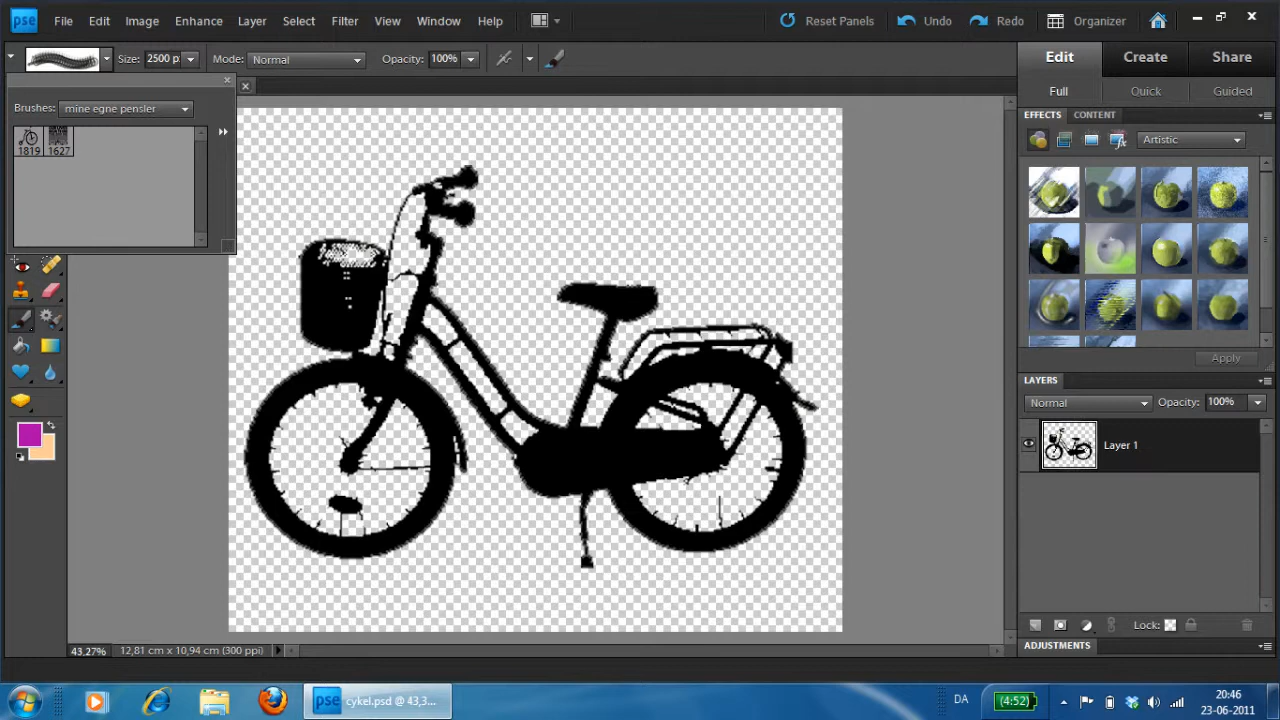 pse File Edit Image Enhance Layer Select Filter View Window Help Reset Panels Undo Redo Organizer
Size: 2500 p Mode: Normal Opacity: 100% Edit Create Share
Full Quick Guided
Brushes: mine egne pensler
1819 1627
EFFECTS CONTENT
Artistic
Apply
LAYERS
Normal Opacity: 100%
Layer 1
Lock:
ADJUSTMENTS
43,27% 12,81 cm x 10,94 cm (300 ppi)
pse cykel.psd @ 43,3... DA (4:52) 20:46
23-06-2011